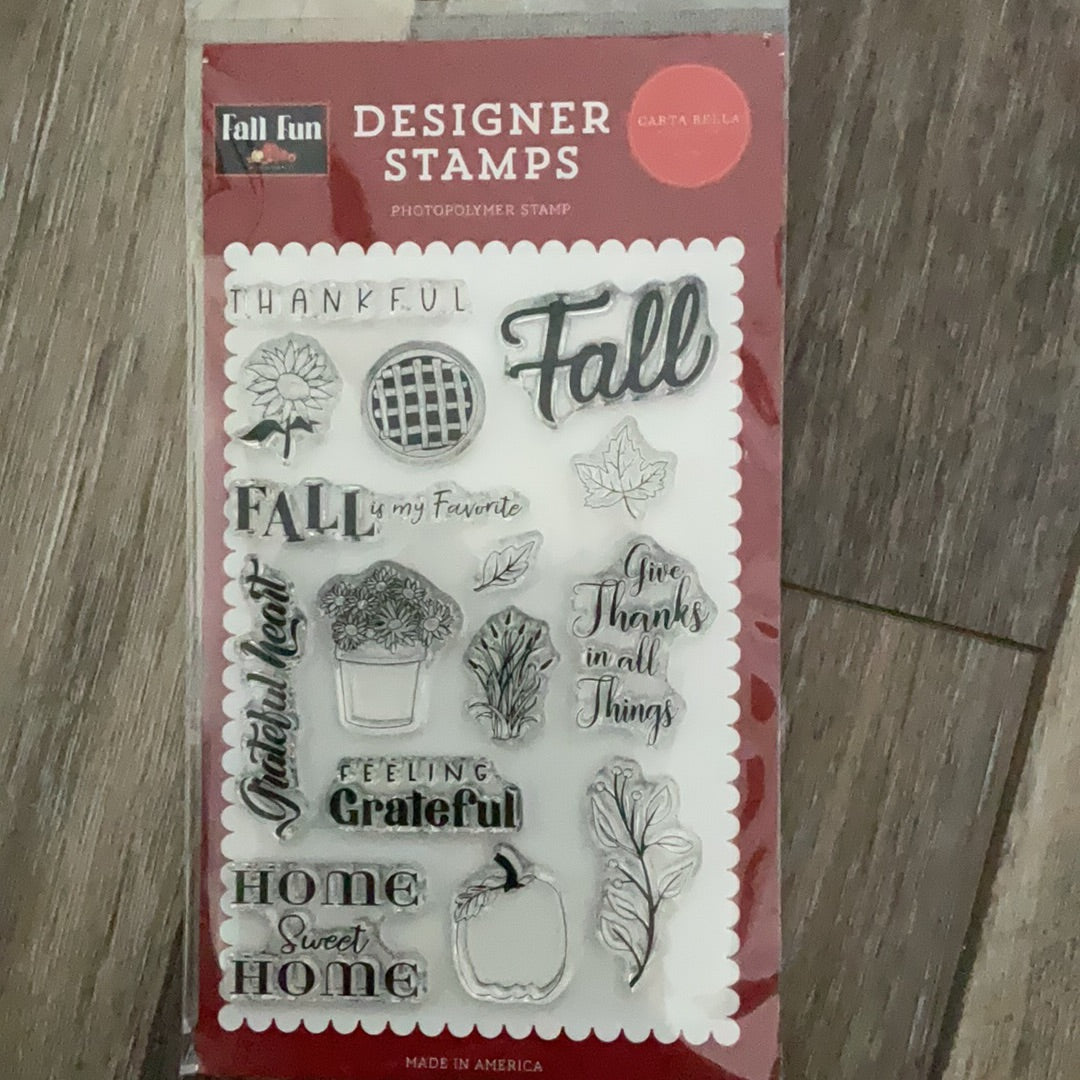 Fall Fun
DESIGNER
STAMPS
PHOTOPOLYMER STAMP
CARTA BELLA
THANKFUL
Fall
FALL is my Favorite
Grateful heart
Give
Thanks
in all
Things
FEELING
Grateful
HOME
Sweet
HOME
MADE IN AMERICA